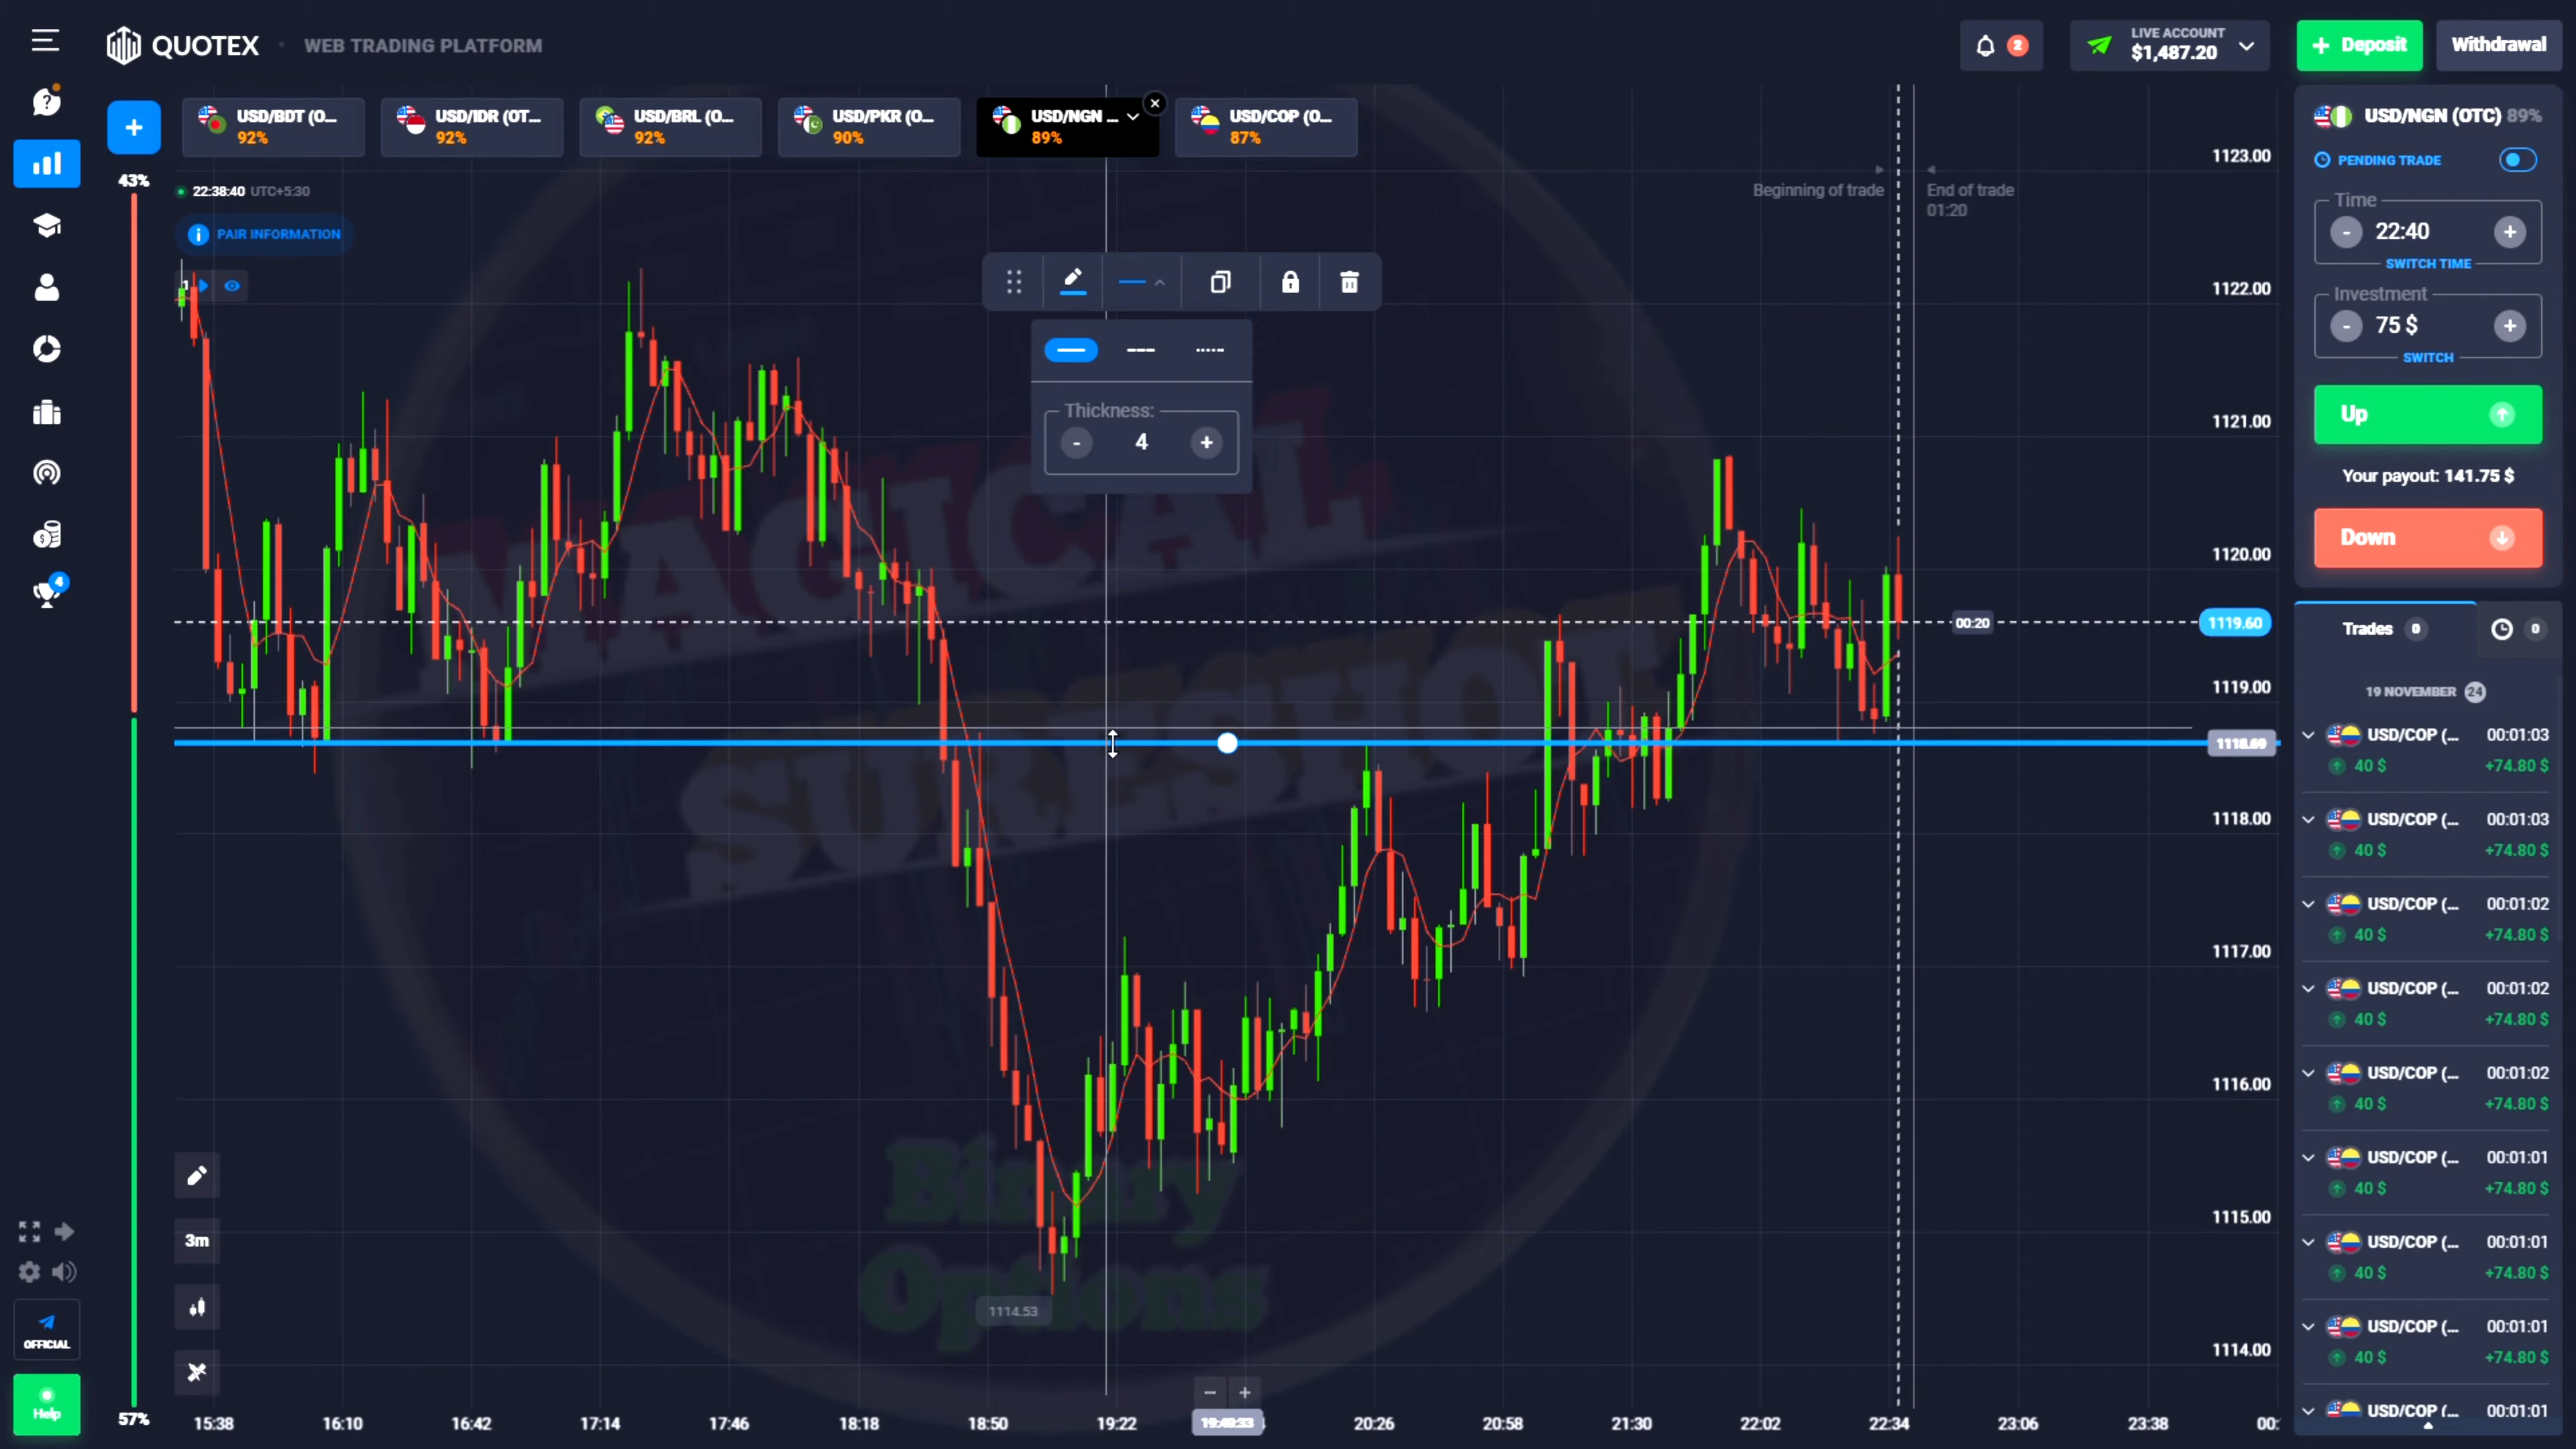 QUOTEX
WEB TRADING PLATFORM
2
LIVE ACCOUNT
$1,487.20
+ Deposit
Withdrawal
USD/BDT (O...
92%
USD/IDR (OT...
92%
USD/BRL (O...
92%
USD/PKR (O...
90%
USD/NGN ...
89%
USD/COP (O...
87%
43%
22:38:40 UTC+5:30
PAIR INFORMATION
1
Beginning of trade
End of trade
01:20
Thickness:
- 4 +
MAGICAL
SURESHOT
Binary
Options
00:20
1119.60
1123.00
1122.00
1121.00
1120.00
1119.00
1118.00
1117.00
1116.00
1115.00
1114.00
1114.53
3m
57%
15:38
16:10
16:42
17:14
17:46
18:18
18:50
19:22
20:26
20:58
21:30
22:02
22:34
23:06
23:38
00:
4
OFFICIAL
Help
USD/NGN (OTC) 89%
PENDING TRADE
Time
- 22:40 +
SWITCH TIME
Investment
- 75 $ +
SWITCH
Up
Your payout: 141.75 $
Down
Trades 0
0
19 NOVEMBER 24
USD/COP (... 00:01:03
40 $ +74.80 $
USD/COP (... 00:01:03
40 $ +74.80 $
USD/COP (... 00:01:02
40 $ +74.80 $
USD/COP (... 00:01:02
40 $ +74.80 $
USD/COP (... 00:01:02
40 $ +74.80 $
USD/COP (... 00:01:01
40 $ +74.80 $
USD/COP (... 00:01:01
40 $ +74.80 $
USD/COP (... 00:01:01
40 $ +74.80 $
USD/COP (... 00:01:01